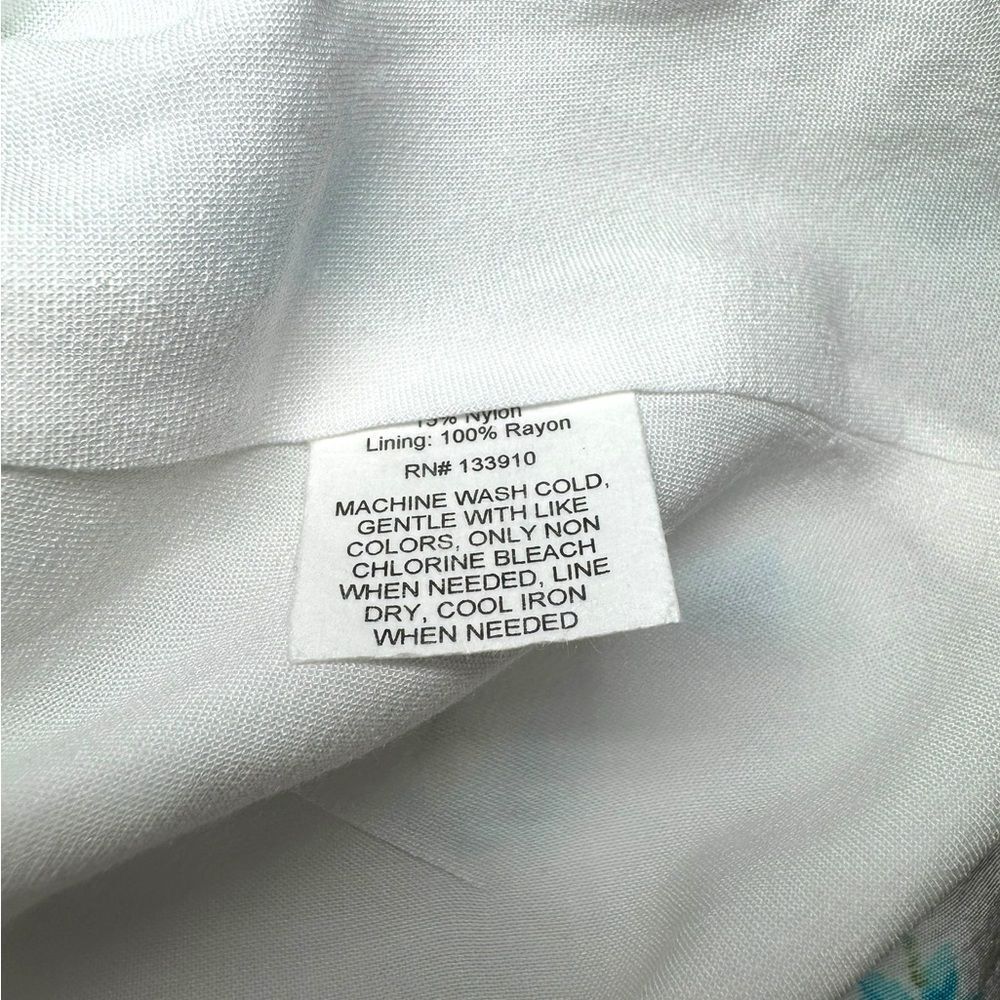 Nylon
Lining: 100% Rayon
RN# 133910
MACHINE WASH COLD,
GENTLE WITH LIKE
COLORS, ONLY NON
CHLORINE BLEACH
WHEN NEEDED, LINE
DRY, COOL IRON
WHEN NEEDED